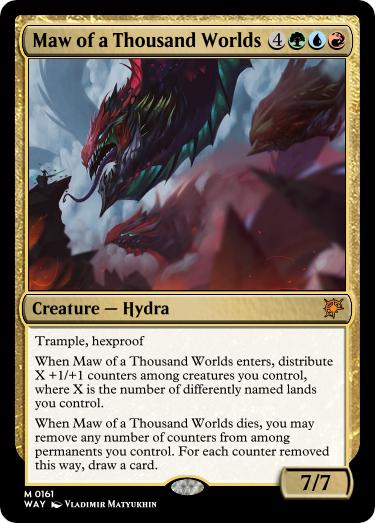 Maw of a Thousand Worlds 4
Creature — Hydra
Trample, hexproof
When Maw of a Thousand Worlds enters, distribute
X +1/+1 counters among creatures you control,
where X is the number of differently named lands
you control.
When Maw of a Thousand Worlds dies, you may
remove any number of counters from among
permanents you control. For each counter removed
this way, draw a card.
7/7
M 0161
WAY Vladimir Matyukhin